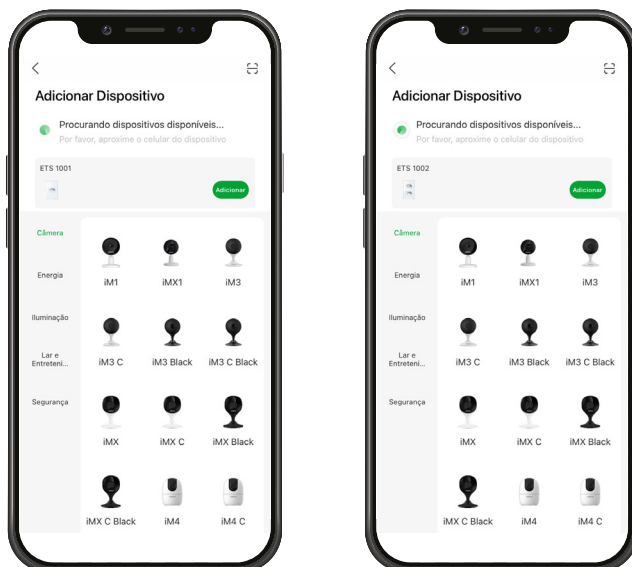 Adicionar Dispositivo
Procurando dispositivos disponíveis...
Por favor, aproxime o celular do dispositivo
ETS 1001
Adicionar
Câmera
Energia
Iluminação
Lar e
Entreteni...
Segurança
iM1 iMX1 iM3
iM3 C iM3 Black iM3 C Black
iMX iMX C iMX Black
iMX C Black iM4 iM4 C
Adicionar Dispositivo
Procurando dispositivos disponíveis...
Por favor, aproxime o celular do dispositivo
ETS 1002
Adicionar
Câmera
Energia
Iluminação
Lar e
Entreteni...
Segurança
iM1 iMX1 iM3
iM3 C iM3 Black iM3 C Black
iMX iMX C iMX Black
iMX C Black iM4 iM4 C